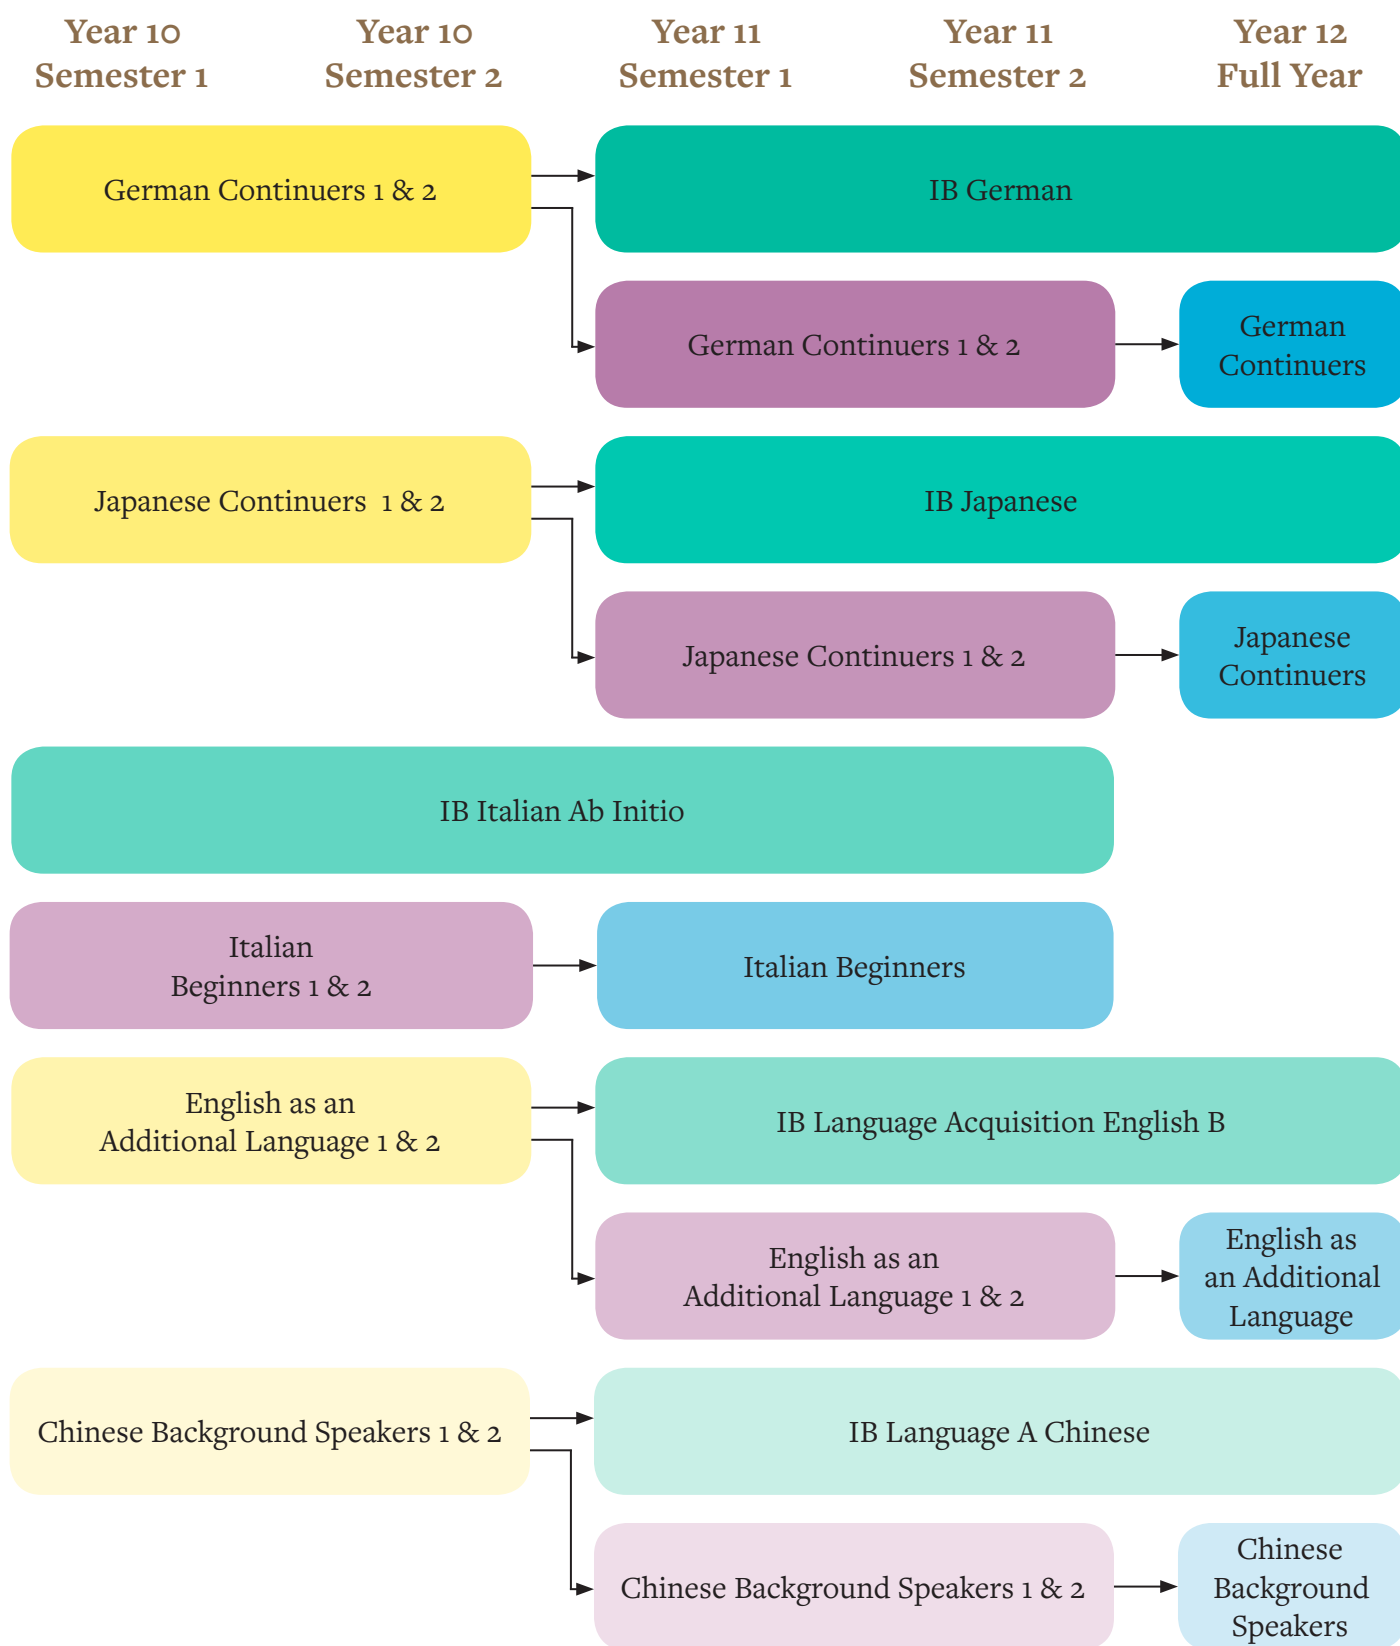 Year 10
Semester 1
Year 10
Semester 2
Year 11
Semester 1
Year 11
Semester 2
Year 12
Full Year
German Continuers 1 & 2
IB German
German Continuers 1 & 2
German
Continuers
Japanese Continuers 1 & 2
IB Japanese
Japanese Continuers 1 & 2
Japanese
Continuers
IB Italian Ab Initio
Italian
Beginners 1 & 2
Italian Beginners
English as an
Additional Language 1 & 2
IB Language Acquisition English B
English as an
Additional Language 1 & 2
English as
an Additional
Language
Chinese Background Speakers 1 & 2
IB Language A Chinese
Chinese Background Speakers 1 & 2
Chinese
Background
Speakers